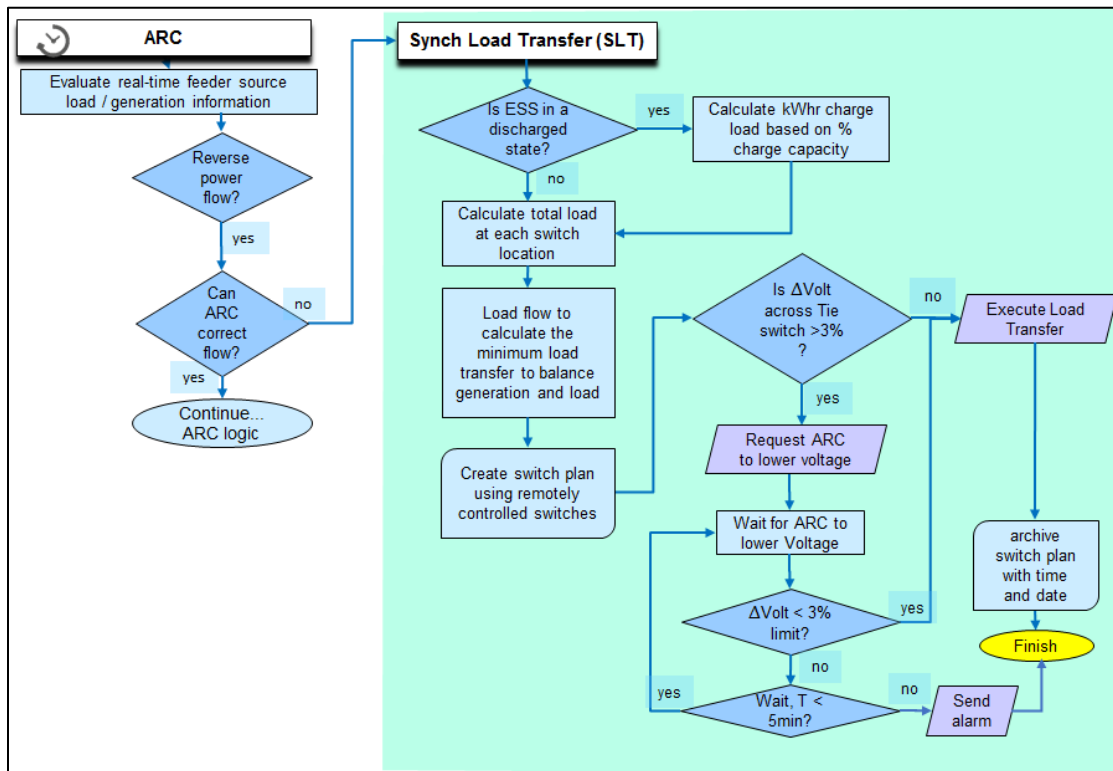 ARC
Evaluate real-time feeder source
load / generation information
Reverse
power
flow?
yes
Can
ARC
correct
flow?
no
yes
Continue...
ARC logic
Synch Load Transfer (SLT)
Is ESS in a
discharged
state?
yes
Calculate kWhr charge
load based on %
charge capacity
no
Calculate total load
at each switch
location
Load flow to
calculate the
minimum load
transfer to balance
generation and load
Create switch plan
using remotely
controlled switches
Is ΔVolt
across Tie
switch >3%
?
no
Execute Load
Transfer
yes
Request ARC
to lower voltage
Wait for ARC to
lower Voltage
ΔVolt < 3%
limit?
yes
no
Wait, T <
5min?
yes
no
Send
alarm
archive
switch plan
with time
and date
Finish